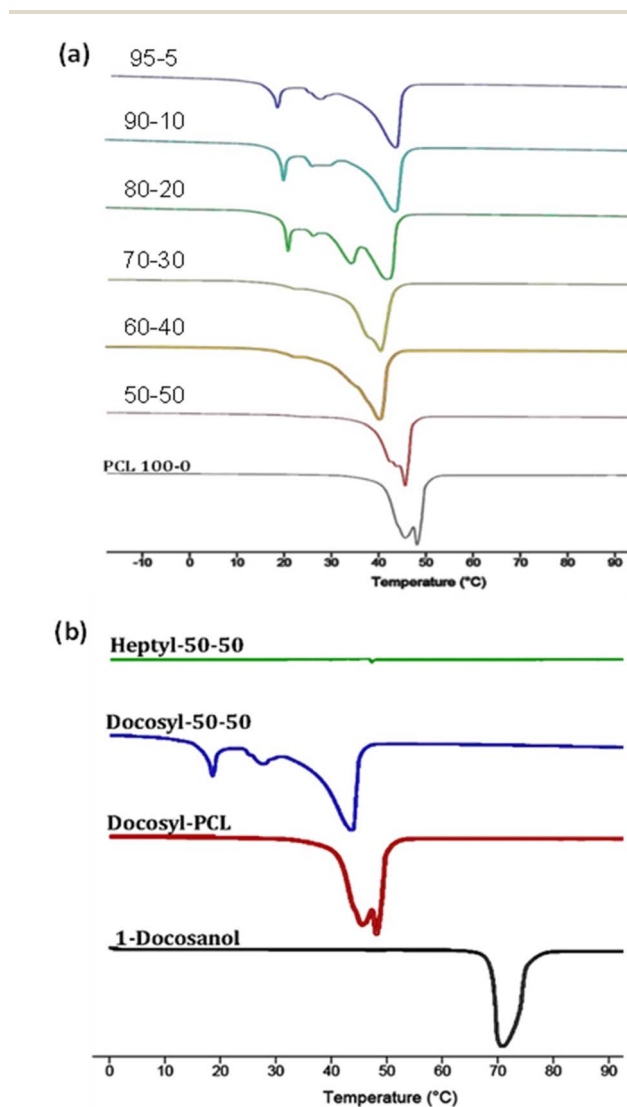 (a)
95-5
90-10
80-20
70-30
60-40
50-50
PCL 100-0
-10 0 10 20 30 40 50 60 70 80 90
Temperature (°C)
(b)
Heptyl-50-50
Docosyl-50-50
Docosyl-PCL
1-Docosanol
0 10 20 30 40 50 60 70 80 90
Temperature (°C)